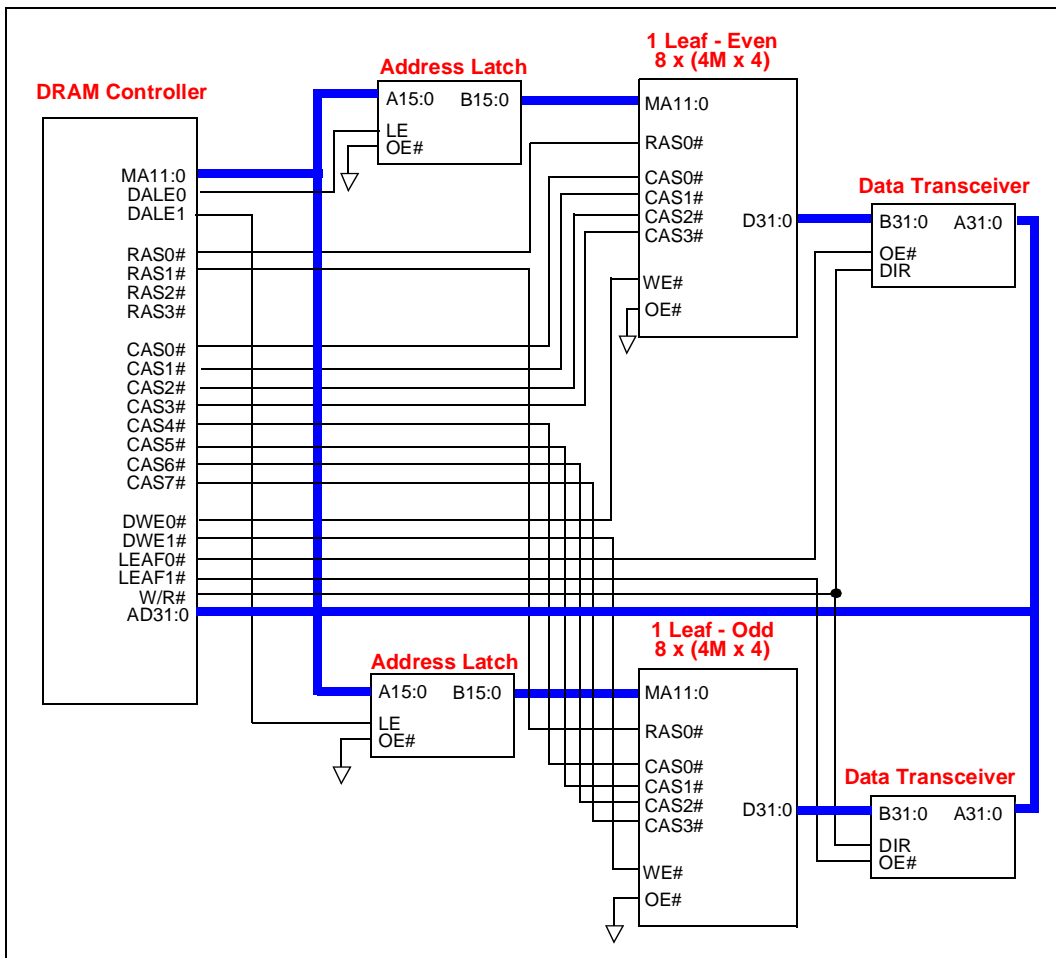 DRAM Controller
MA11:0
DALE0
DALE1
RAS0#
RAS1#
RAS2#
RAS3#
CAS0#
CAS1#
CAS2#
CAS3#
CAS4#
CAS5#
CAS6#
CAS7#
DWE0#
DWE1#
LEAF0#
LEAF1#
W/R#
AD31:0
Address Latch
A15:0 B15:0
LE
OE#
1 Leaf - Even
8 x (4M x 4)
MA11:0
RAS0#
CAS0#
CAS1#
CAS2#
CAS3#
D31:0
WE#
OE#
Data Transceiver
B31:0 A31:0
OE#
DIR
Address Latch
A15:0 B15:0
LE
OE#
1 Leaf - Odd
8 x (4M x 4)
MA11:0
RAS0#
CAS0#
CAS1#
CAS2#
CAS3#
D31:0
WE#
OE#
Data Transceiver
B31:0 A31:0
DIR
OE#